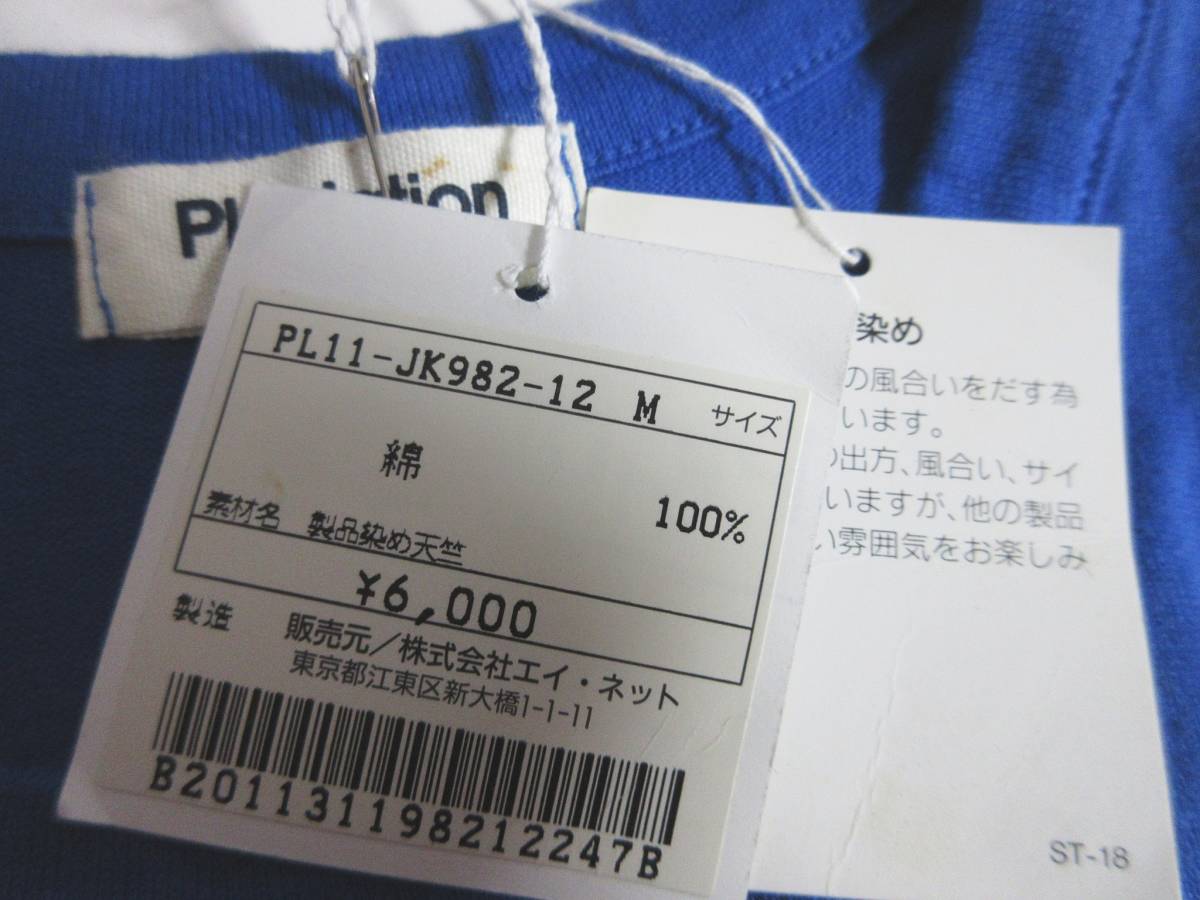 PL11-JK982-12 M サイズ
綿
100%
素材名 製品染め天竺
¥6,000
製造 販売元/株式会社エイ・ネット
東京都江東区新大橋1-1-11
B201131198212247B
染め
の風合いをだす為
います。
の出方、風合い、サイ
いますが、他の製品
い雰囲気をお楽しみ
ST-18